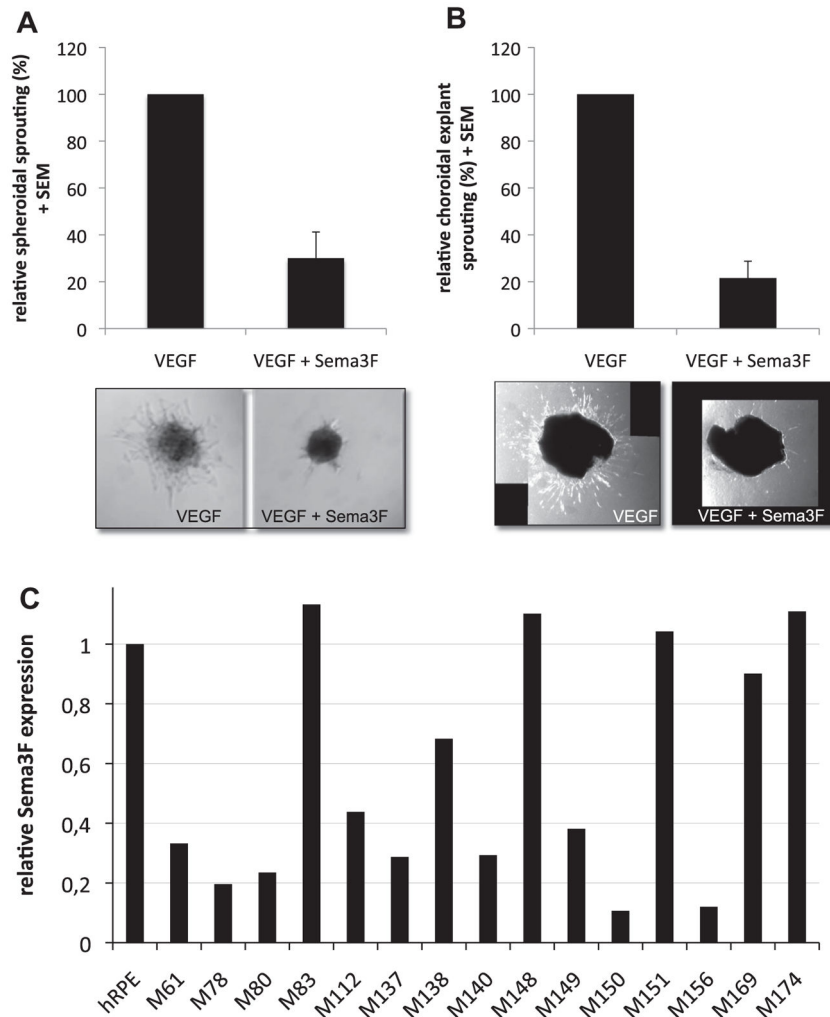 A
relative spheroidal sprouting (%)
+ SEM
120
100
80
60
40
20
0
VEGF
VEGF + Sema3F
VEGF
VEGF + Sema3F
B
relative choroidal explant
sprouting (%) + SEM
120
100
80
60
40
20
0
VEGF
VEGF + Sema3F
VEGF
VEGF + Sema3F
C
relative Sema3F expression
1
0,8
0,6
0,4
0,2
0
hRPE
M61
M78
M80
M83
M112
M137
M138
M140
M148
M149
M150
M151
M156
M169
M174